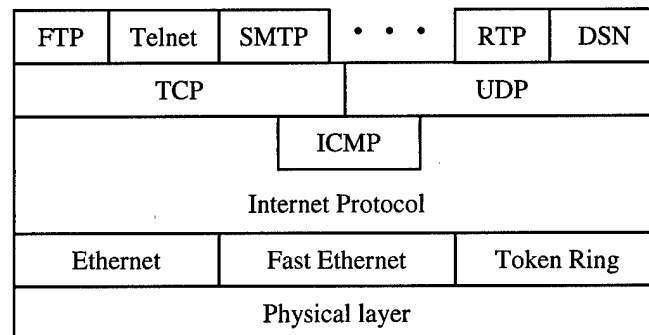 FTP Telnet SMTP • • • RTP DSN
TCP UDP
ICMP
Internet Protocol
Ethernet Fast Ethernet Token Ring
Physical layer